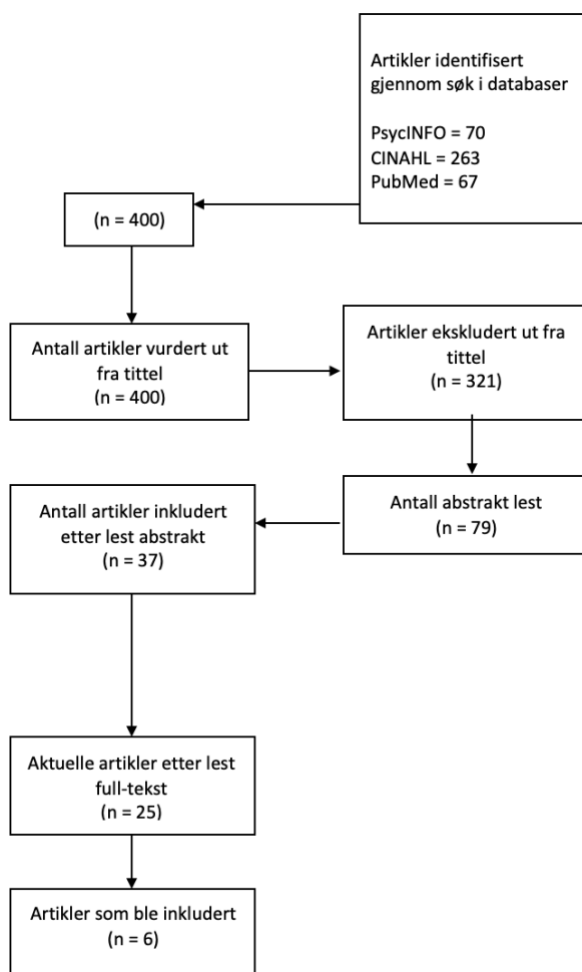 Artikler identifisert
gjennom søk i databaser
PsycINFO = 70
CINAHL = 263
PubMed = 67
(n = 400)
Antall artikler vurdert ut
fra tittel
(n = 400)
Artikler ekskludert ut fra
tittel
(n = 321)
Antall abstrakt lest
(n = 79)
Antall artikler inkludert
etter lest abstrakt
(n = 37)
Aktuelle artikler etter lest
full-tekst
(n = 25)
Artikler som ble inkludert
(n = 6)